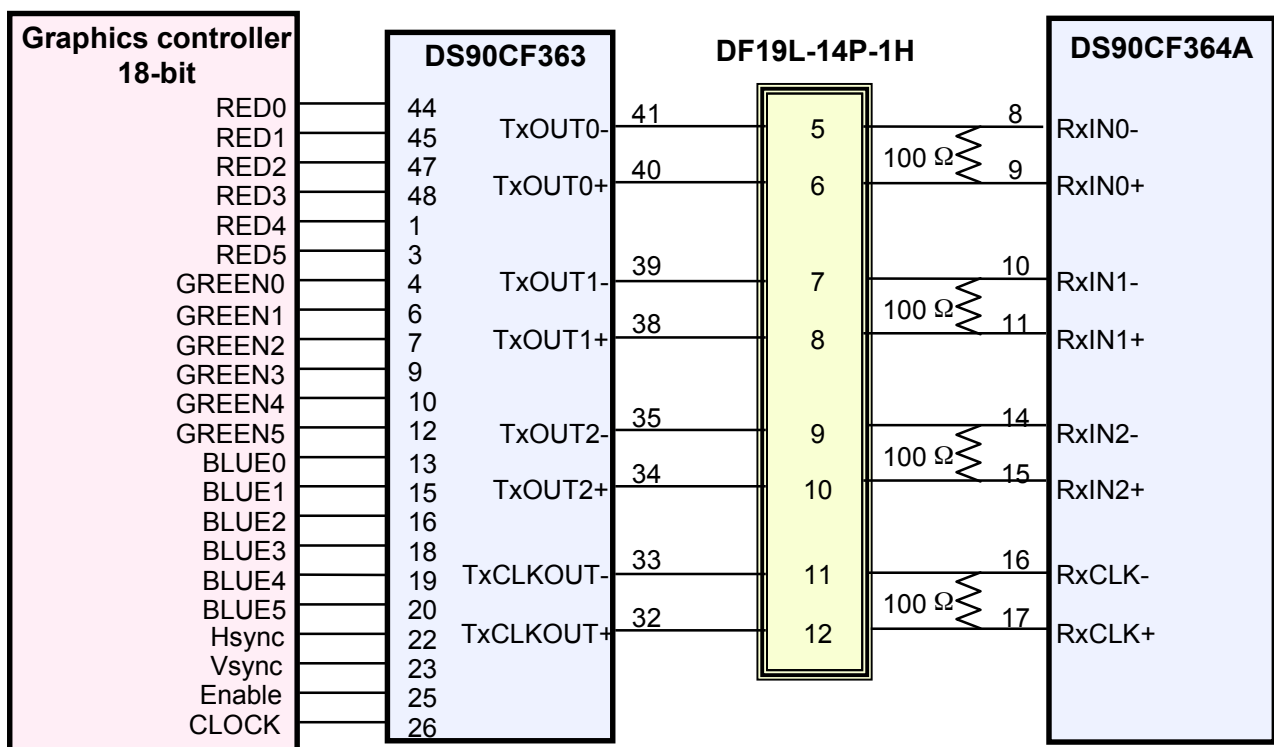 Graphics controller
18-bit
RED0
RED1
RED2
RED3
RED4
RED5
GREEN0
GREEN1
GREEN2
GREEN3
GREEN4
GREEN5
BLUE0
BLUE1
BLUE2
BLUE3
BLUE4
BLUE5
Hsync
Vsync
Enable
CLOCK
DS90CF363
44
45
47
48
1
3
4
6
7
9
10
12
13
15
16
18
19
20
22
23
25
26
TxOUT0- 41
TxOUT0+ 40
TxOUT1- 39
TxOUT1+ 38
TxOUT2- 35
TxOUT2+ 34
TxCLKOUT- 33
TxCLKOUT+ 32
DF19L-14P-1H
5
6
7
8
9
10
11
12
100 Ω
100 Ω
100 Ω
100 Ω
DS90CF364A
8 RxIN0-
9 RxIN0+
10 RxIN1-
11 RxIN1+
14 RxIN2-
15 RxIN2+
16 RxCLK-
17 RxCLK+